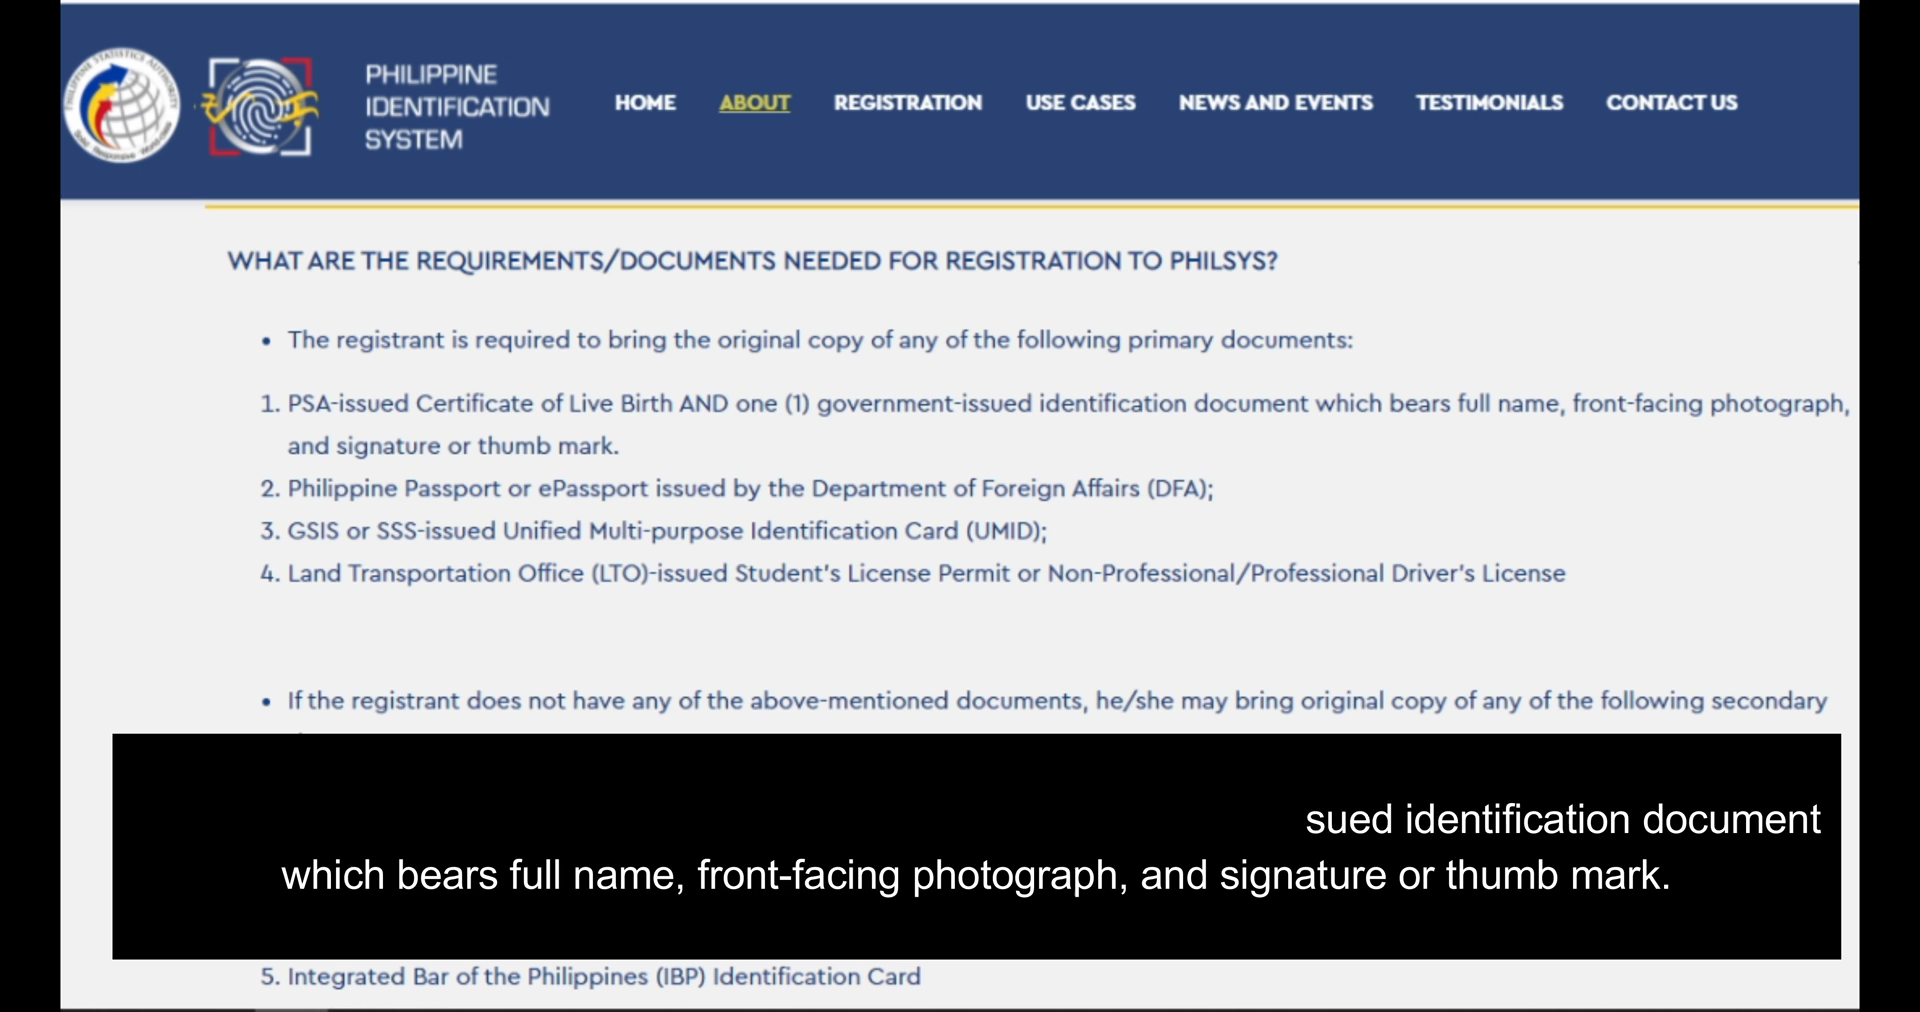 PHILIPPINE STATISTICS AUTHORITY
PHILIPPINE
IDENTIFICATION
SYSTEM
HOME ABOUT REGISTRATION USE CASES NEWS AND EVENTS TESTIMONIALS CONTACT US
WHAT ARE THE REQUIREMENTS/DOCUMENTS NEEDED FOR REGISTRATION TO PHILSYS?
• The registrant is required to bring the original copy of any of the following primary documents:
1. PSA-issued Certificate of Live Birth AND one (1) government-issued identification document which bears full name, front-facing photograph,
and signature or thumb mark.
2. Philippine Passport or ePassport issued by the Department of Foreign Affairs (DFA);
3. GSIS or SSS-issued Unified Multi-purpose Identification Card (UMID);
4. Land Transportation Office (LTO)-issued Student's License Permit or Non-Professional/Professional Driver's License
• If the registrant does not have any of the above-mentioned documents, he/she may bring original copy of any of the following secondary
sued identification document
which bears full name, front-facing photograph, and signature or thumb mark.
5. Integrated Bar of the Philippines (IBP) Identification Card